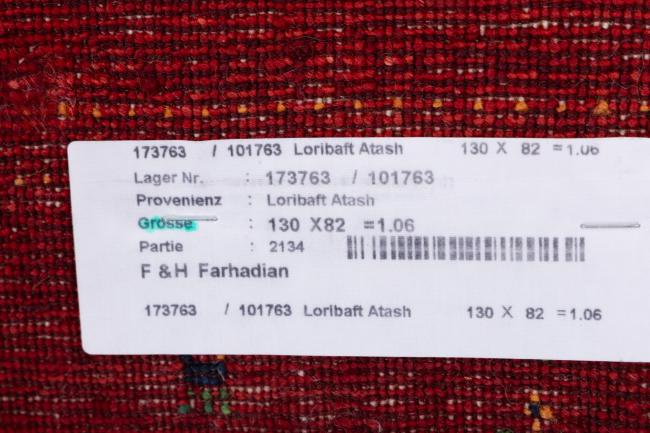 173763 / 101763 Loribaft Atash 130 X 82 =1.06
Lager Nr. : 173763 / 101763
Provenienz : Loribaft Atash
Grösse : 130 X82 =1.06
Partie : 2134
F &H Farhadian
173763 / 101763 Loribaft Atash 130 X 82 =1.06